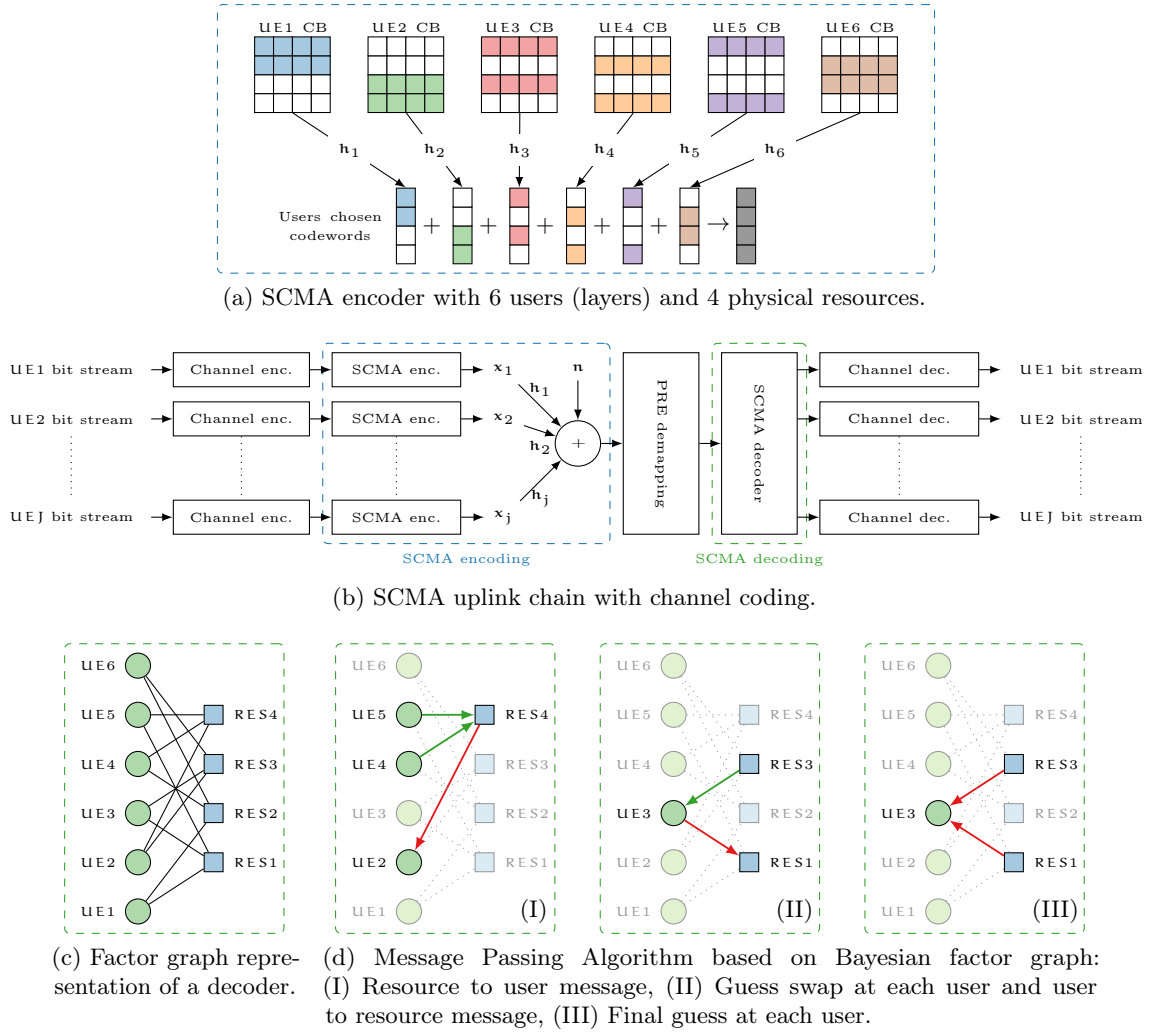 UE1 CB UE2 CB UE3 CB UE4 CB UE5 CB UE6 CB
h1 h2 h3 h4 h5 h6
Users chosen
codewords
+ + + + + →
(a) SCMA encoder with 6 users (layers) and 4 physical resources.
UE1 bit stream Channel enc. SCMA enc. x1 n Channel dec. UE1 bit stream
h1
UE2 bit stream Channel enc. SCMA enc. x2 Channel dec. UE2 bit stream
h2 +
PRE demapping
SCMA decoder
hj
UEJ bit stream Channel enc. SCMA enc. xj Channel dec. UEJ bit stream
SCMA encoding SCMA decoding
(b) SCMA uplink chain with channel coding.
UE6
UE5 RES4
UE4 RES3
UE3 RES2
UE2 RES1
UE1
UE6
UE5 RES4
UE4 RES3
UE3 RES2
UE2 RES1
UE1 (I)
UE6
UE5 RES4
UE4 RES3
UE3 RES2
UE2 RES1
UE1 (II)
UE6
UE5 RES4
UE4 RES3
UE3 RES2
UE2 RES1
UE1 (III)
(c) Factor graph repre-
sentation of a decoder.
(d) Message Passing Algorithm based on Bayesian factor graph:
(I) Resource to user message, (II) Guess swap at each user and user
to resource message, (III) Final guess at each user.